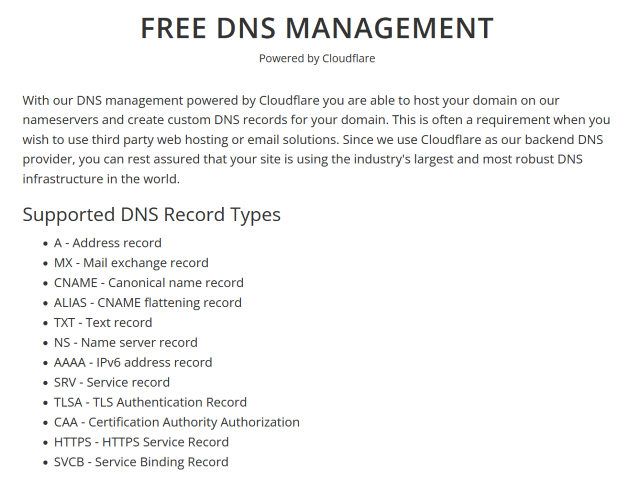 FREE DNS MANAGEMENT
Powered by Cloudflare
With our DNS management powered by Cloudflare you are able to host your domain on our
nameservers and create custom DNS records for your domain. This is often a requirement when you
wish to use third party web hosting or email solutions. Since we use Cloudflare as our backend DNS
provider, you can rest assured that your site is using the industry's largest and most robust DNS
infrastructure in the world.
Supported DNS Record Types
• A - Address record
• MX - Mail exchange record
• CNAME - Canonical name record
• ALIAS - CNAME flattening record
• TXT - Text record
• NS - Name server record
• AAAA - IPv6 address record
• SRV - Service record
• TLSA - TLS Authentication Record
• CAA - Certification Authority Authorization
• HTTPS - HTTPS Service Record
• SVCB - Service Binding Record